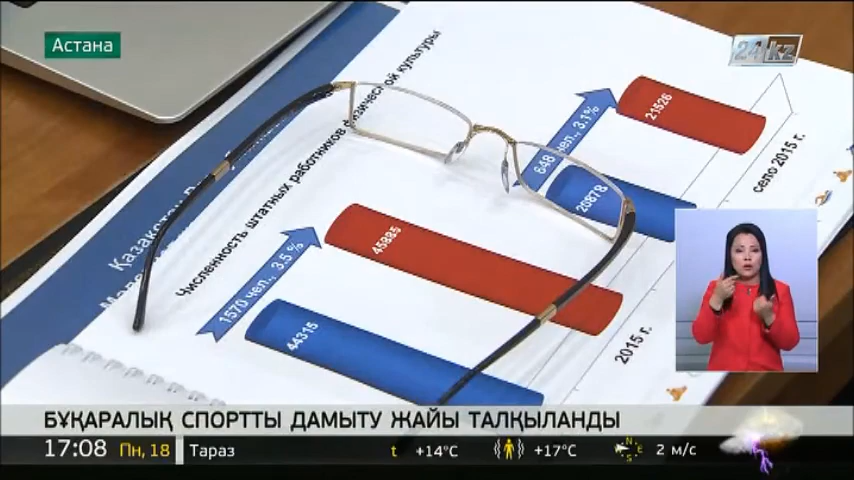 Астана
24kz
Численность штатных работников физической культуры
1570 чел., 3,5 %
44315
45885
2015 г.
648 чел., 3,1%
20878
21526
село 2015 г.
БҰҚАРАЛЫҚ СПОРТТЫ ДАМЫТУ ЖАЙЫ ТАЛҚЫЛАНДЫ
17:08 Пн, 18 Тараз t +14°C +17°C N S 2 м/с